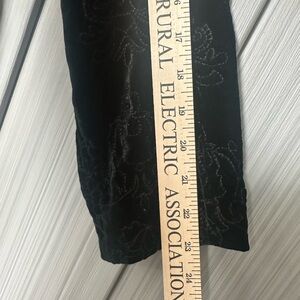 RURAL ELECTRIC ASSOCIATION
17 18 19 20 21 22 23 24